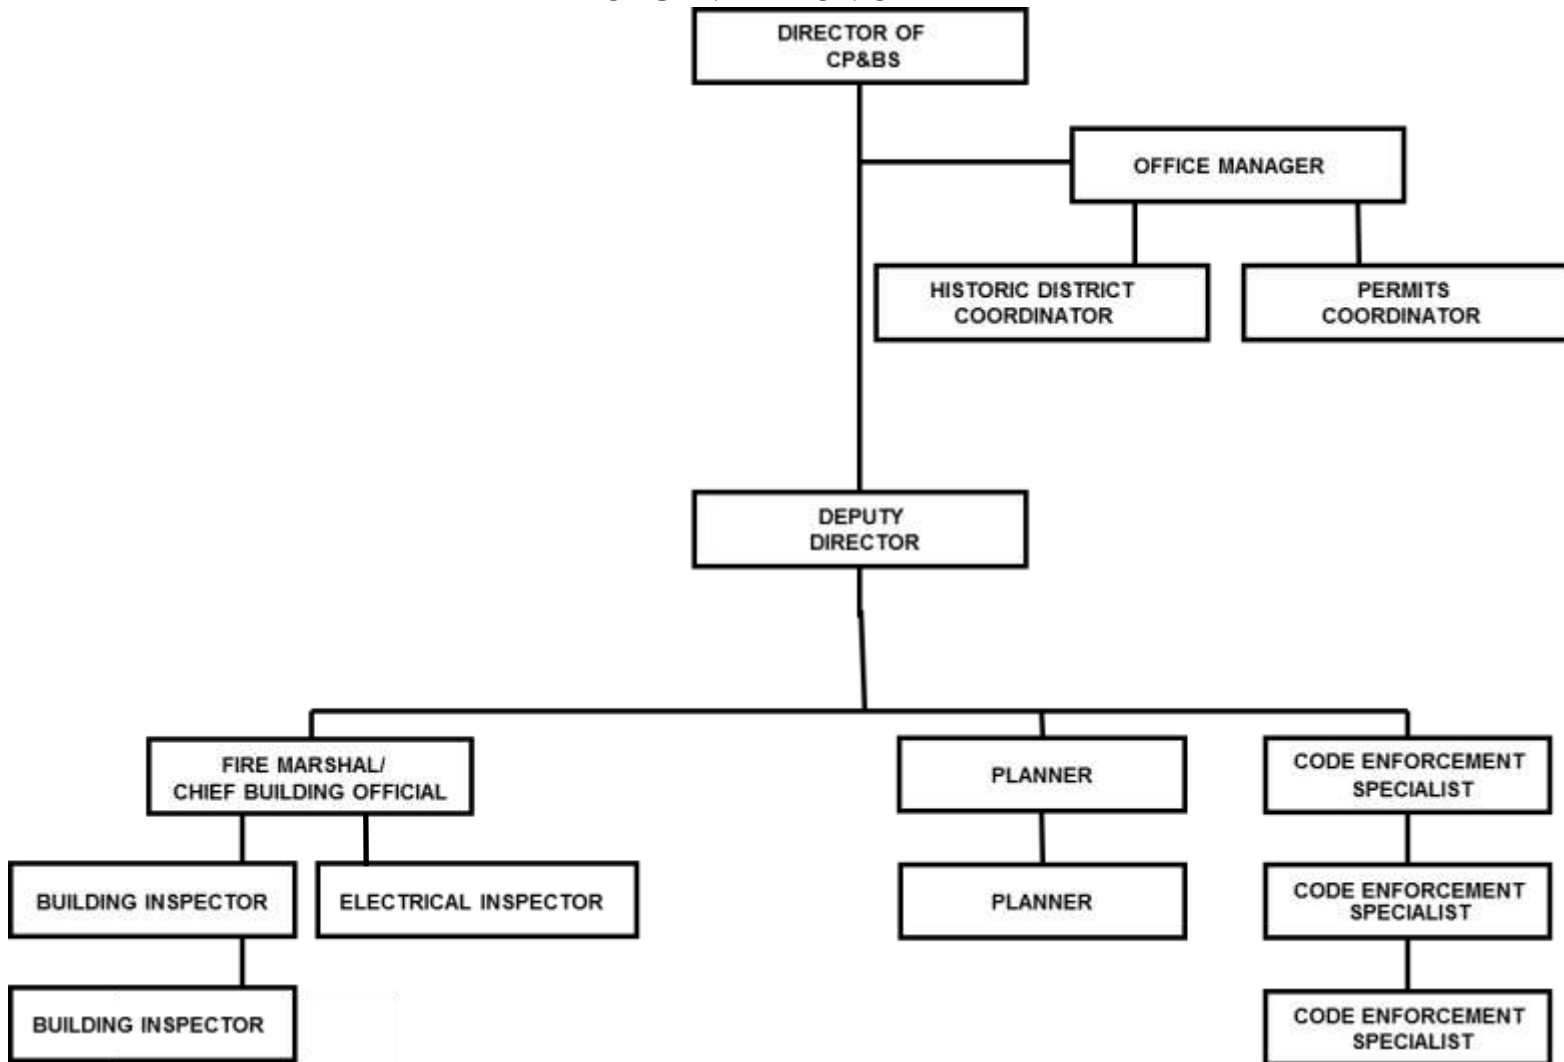 DIRECTOR OF
CP&BS
OFFICE MANAGER
HISTORIC DISTRICT
COORDINATOR
PERMITS
COORDINATOR
DEPUTY
DIRECTOR
FIRE MARSHAL/
CHIEF BUILDING OFFICIAL
PLANNER
CODE ENFORCEMENT
SPECIALIST
BUILDING INSPECTOR
ELECTRICAL INSPECTOR
PLANNER
CODE ENFORCEMENT
SPECIALIST
BUILDING INSPECTOR
CODE ENFORCEMENT
SPECIALIST